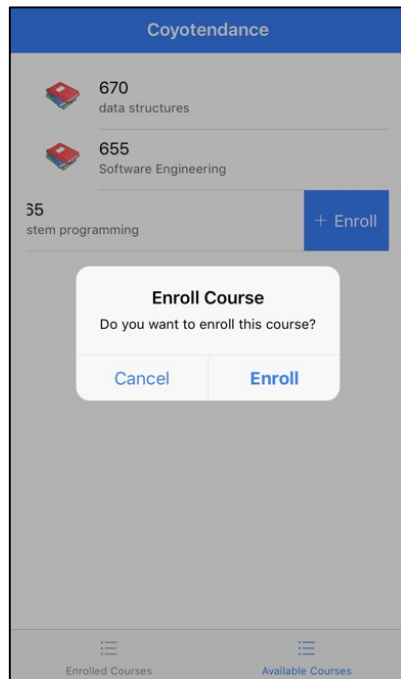 Coyotendance
670
data structures
655
Software Engineering
65
stem programming
+ Enroll
Enroll Course
Do you want to enroll this course?
Cancel
Enroll
Enrolled Courses
Available Courses